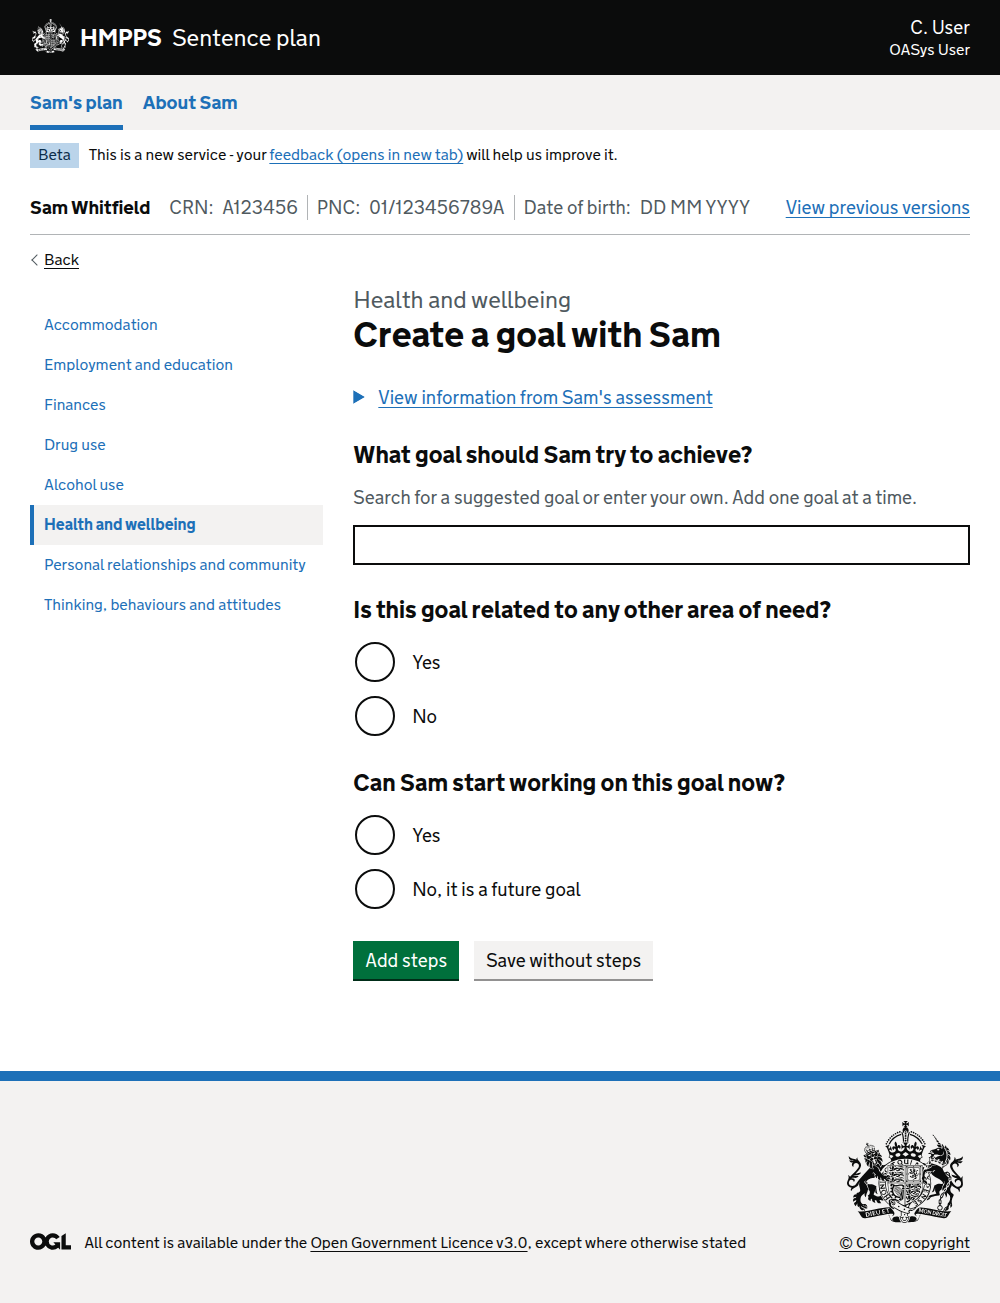 HMPPS Sentence plan
C. User
OASys User
Sam's plan About Sam
Beta This is a new service - your feedback (opens in new tab) will help us improve it.
Sam Whitfield CRN: A123456 PNC: 01/123456789A Date of birth: DD MM YYYY View previous versions
Back
Accommodation
Employment and education
Finances
Drug use
Alcohol use
Health and wellbeing
Personal relationships and community
Thinking, behaviours and attitudes
Health and wellbeing
Create a goal with Sam
View information from Sam's assessment
What goal should Sam try to achieve?
Search for a suggested goal or enter your own. Add one goal at a time.
Is this goal related to any other area of need?
Yes
No
Can Sam start working on this goal now?
Yes
No, it is a future goal
Add steps Save without steps
DIEU ET MON DROIT
OGL All content is available under the Open Government Licence v3.0, except where otherwise stated
© Crown copyright